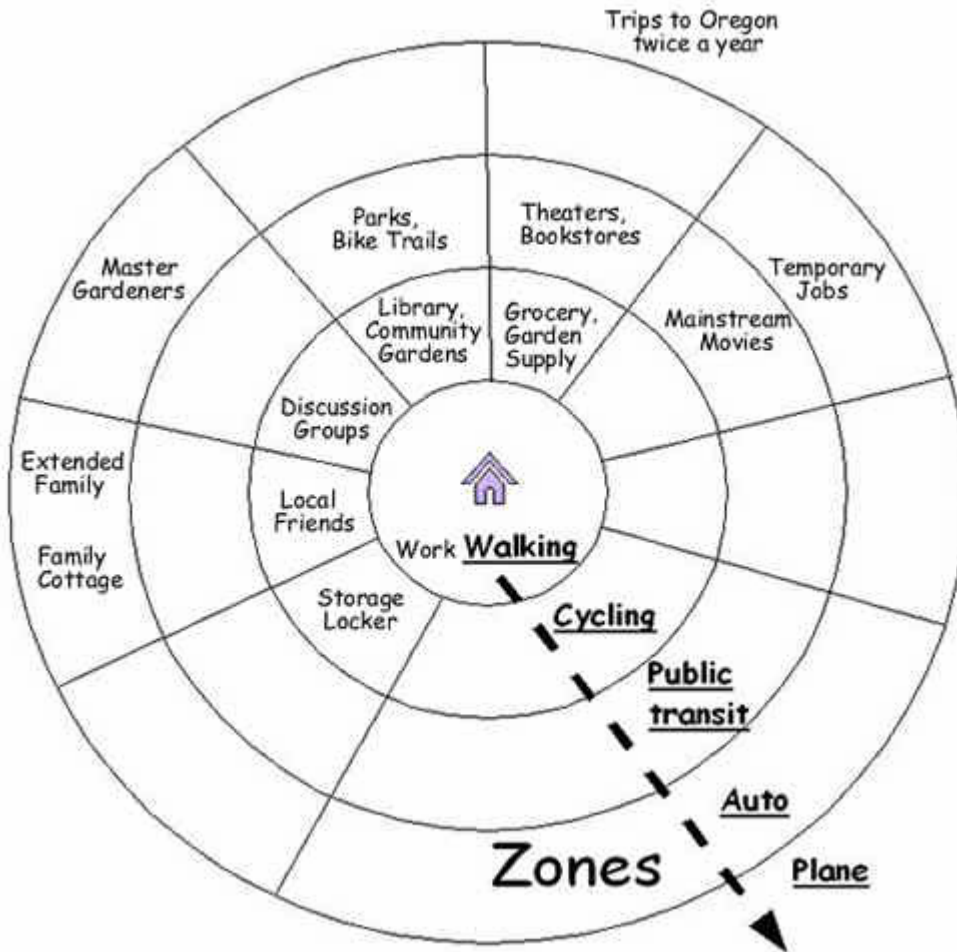 Trips to Oregon
twice a year
Parks,
Bike Trails
Theaters,
Bookstores
Master
Gardeners
Temporary
Jobs
Library,
Community
Gardens
Grocery,
Garden
Supply
Mainstream
Movies
Discussion
Groups
Extended
Family
Local
Friends
Family
Cottage
Work Walking
Storage
Locker
Cycling
Public
transit
Auto
Zones
Plane